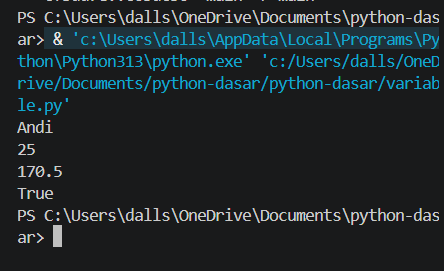 PS C:\Users\dalls\OneDrive\Documents\python-das
ar> & 'c:\Users\dalls\AppData\Local\Programs\Py
thon\Python313\python.exe' 'c:/Users/dalls/OneD
rive/Documents/python-dasar/python-dasar/variab
le.py'
Andi
25
170.5
True
PS C:\Users\dalls\OneDrive\Documents\python-das
ar>